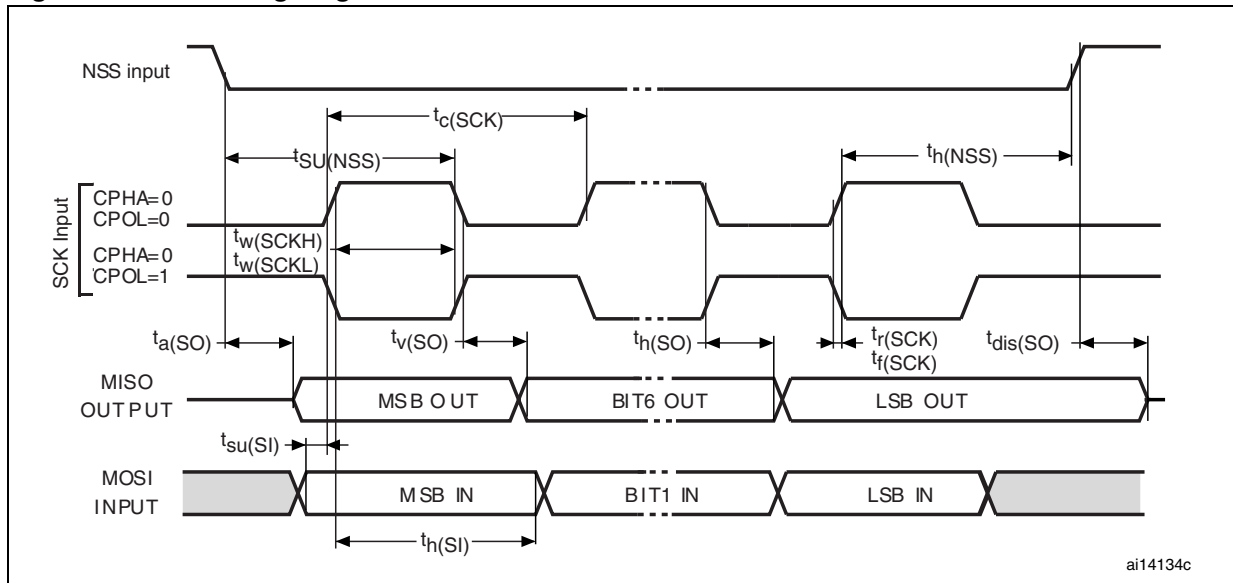 NSS input
tc(SCK)
tSU(NSS)
th(NSS)
SCK Input
CPHA=0
CPOL=0
tw(SCKH)
CPHA=0
tw(SCKL)
CPOL=1
ta(SO)
tv(SO)
th(SO)
tr(SCK)
tf(SCK)
tdis(SO)
MISO
OUTPUT
MSB OUT
BIT6 OUT
LSB OUT
tsu(SI)
MOSI
INPUT
MSB IN
BIT1 IN
LSB IN
th(SI)
ai14134c